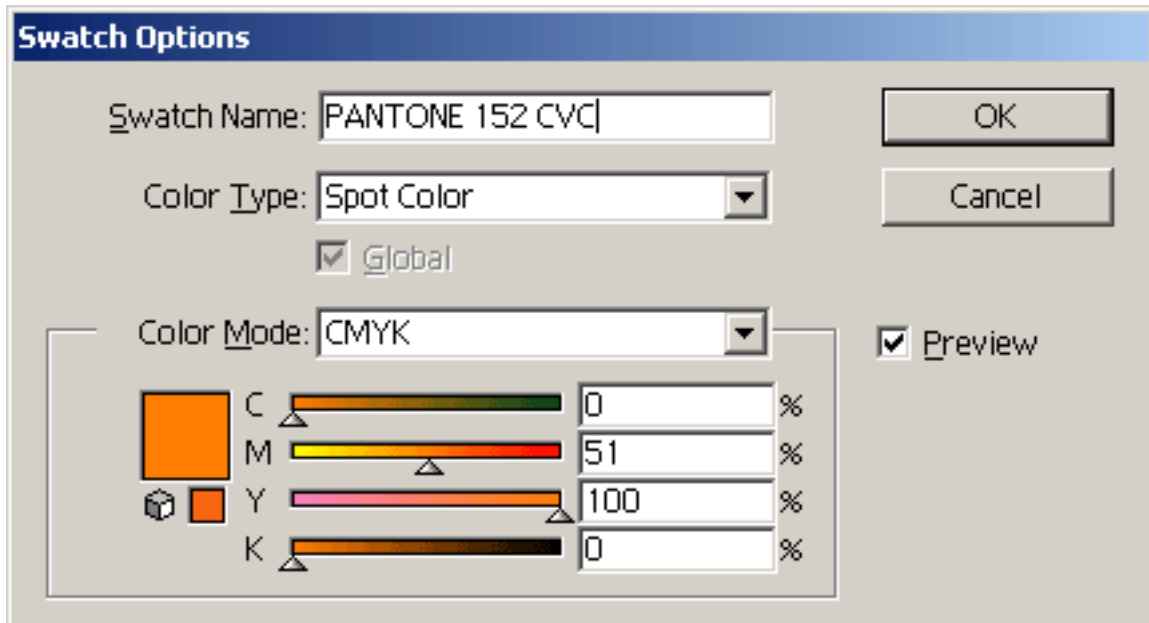 Swatch Options
Swatch Name: PANTONE 152 CVC OK
Color Type: Spot Color Cancel
Global
Color Mode: CMYK Preview
C 0 %
M 51 %
Y 100 %
K 0 %